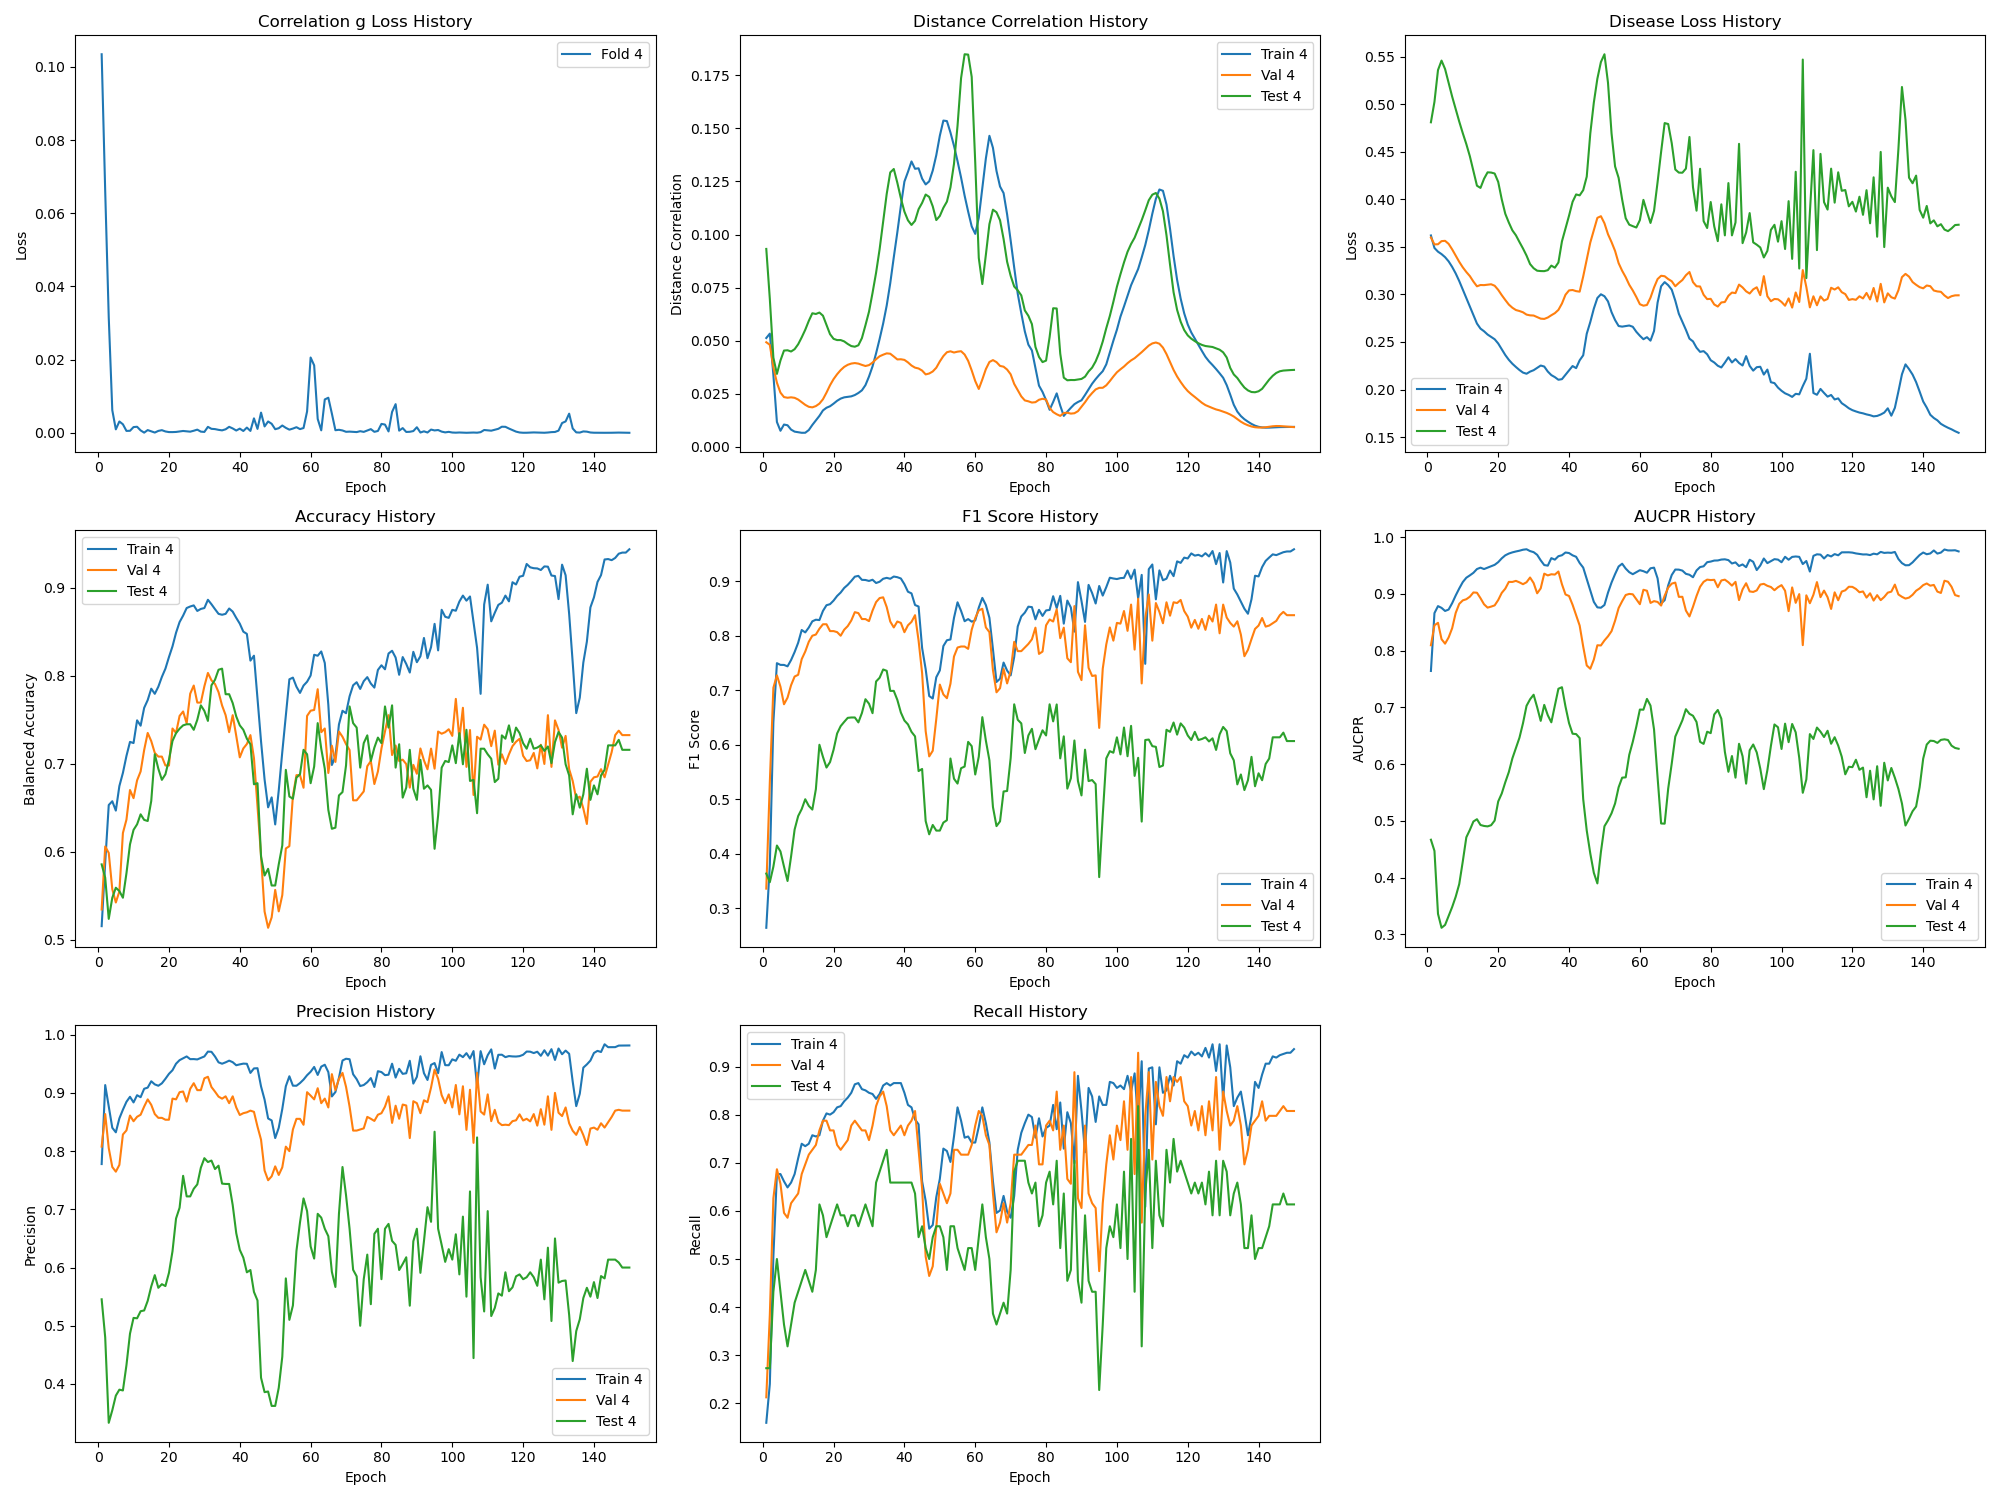 Correlation g Loss History
Fold 4
0.10
0.08
0.06
0.04
0.02
0.00
Loss
0 20 40 60 80 100 120 140
Epoch
Distance Correlation History
Train 4
Val 4
Test 4
0.175
0.150
0.125
0.100
0.075
0.050
0.025
0.000
Distance Correlation
0 20 40 60 80 100 120 140
Epoch
Disease Loss History
0.55
0.50
0.45
0.40
0.35
0.30
0.25
0.20
0.15
Loss
Train 4
Val 4
Test 4
0 20 40 60 80 100 120 140
Epoch
Accuracy History
Train 4
Val 4
Test 4
0.9
0.8
0.7
0.6
0.5
Balanced Accuracy
0 20 40 60 80 100 120 140
Epoch
F1 Score History
0.9
0.8
0.7
0.6
0.5
0.4
0.3
F1 Score
Train 4
Val 4
Test 4
0 20 40 60 80 100 120 140
Epoch
AUCPR History
1.0
0.9
0.8
0.7
0.6
0.5
0.4
0.3
AUCPR
Train 4
Val 4
Test 4
0 20 40 60 80 100 120 140
Epoch
Precision History
1.0
0.9
0.8
0.7
0.6
0.5
0.4
Precision
Train 4
Val 4
Test 4
0 20 40 60 80 100 120 140
Epoch
Recall History
Train 4
Val 4
Test 4
0.9
0.8
0.7
0.6
0.5
0.4
0.3
0.2
Recall
0 20 40 60 80 100 120 140
Epoch